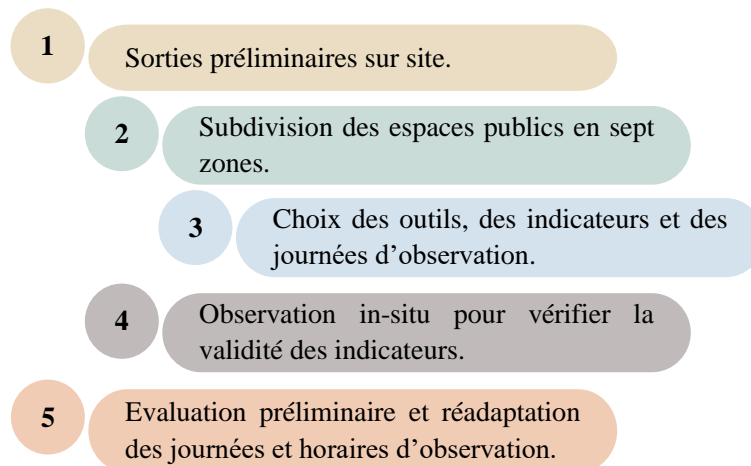 1
Sorties préliminaires sur site.
2
Subdivision des espaces publics en sept
zones.
3
Choix des outils, des indicateurs et des
journées d’observation.
4
Observation in-situ pour vérifier la
validité des indicateurs.
5
Evaluation préliminaire et réadaptation
des journées et horaires d’observation.